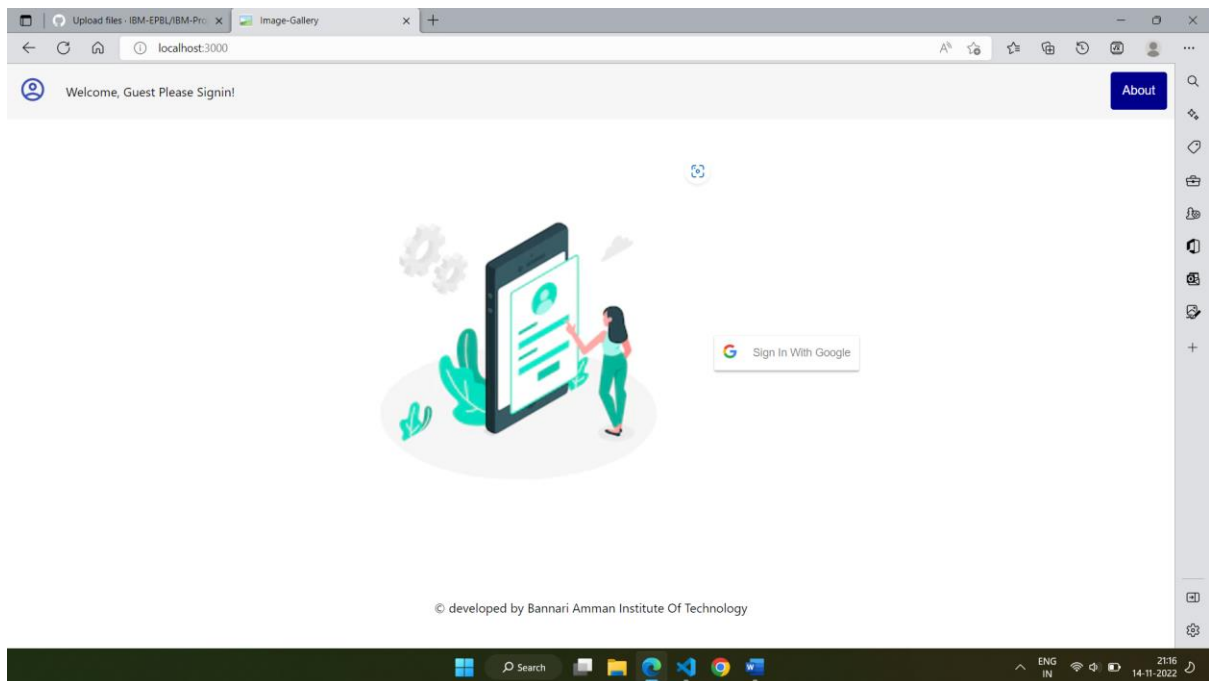 Upload files · IBM-EPBL/IBM-Pro
Image-Gallery
localhost:3000
Welcome, Guest Please Signin!
About
Sign In With Google
© developed by Bannari Amman Institute Of Technology
Search
ENG
IN
21:16
14-11-2022